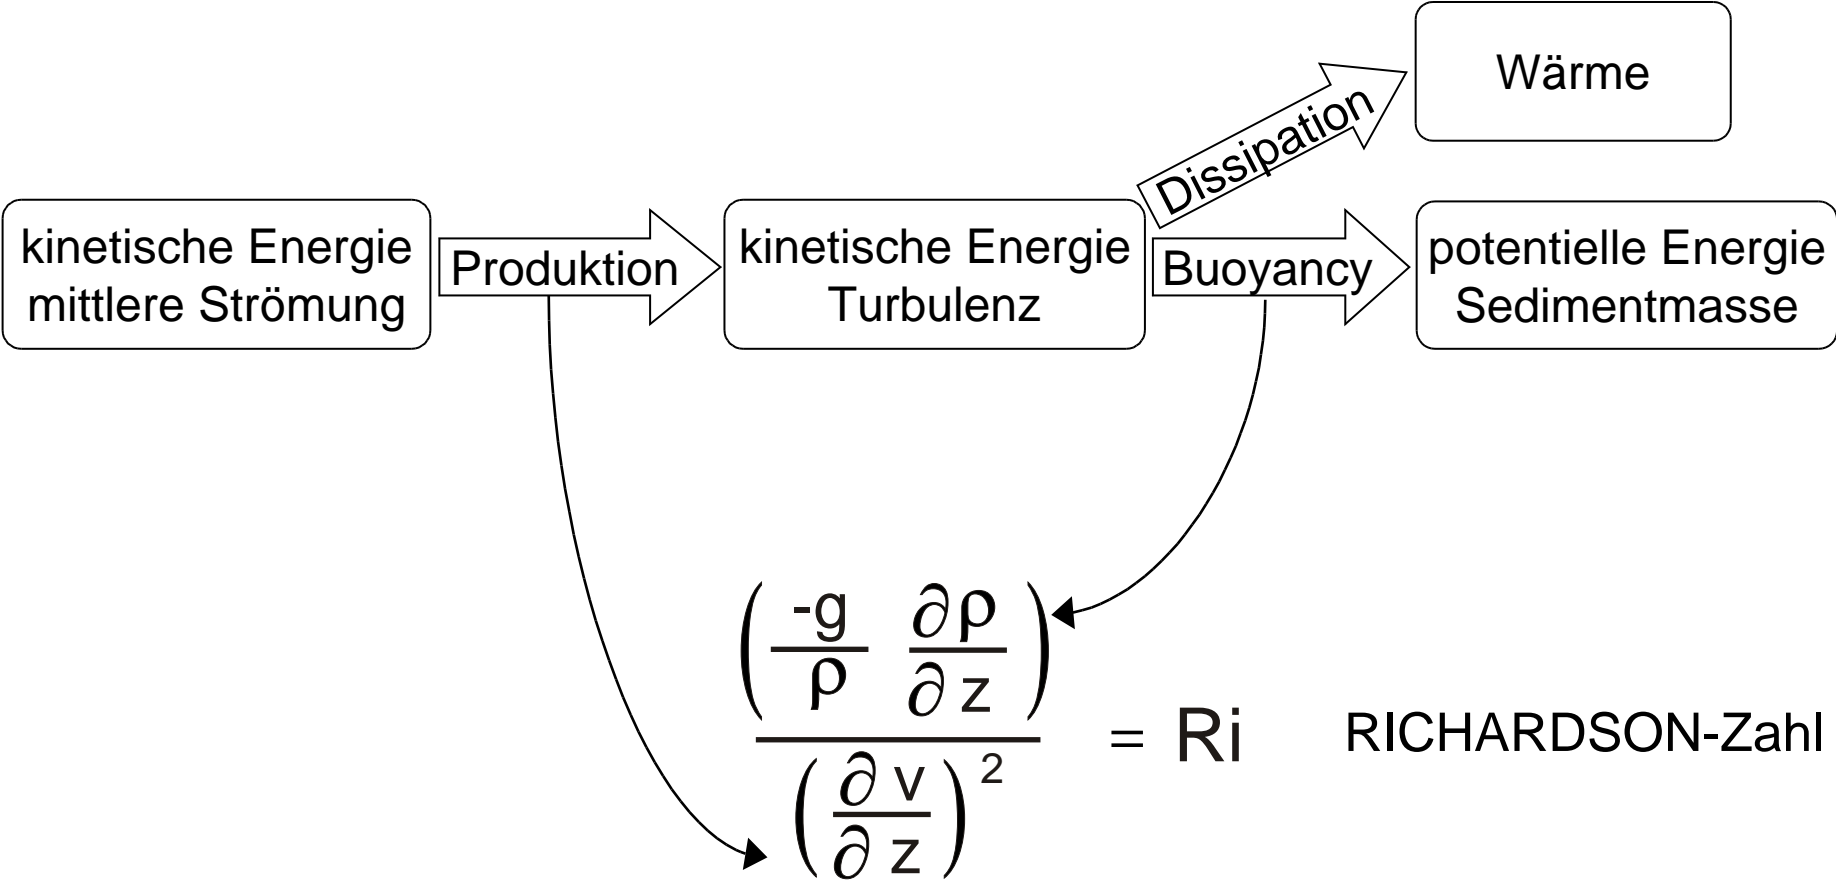 Wärme
Dissipation
kinetische Energie
mittlere Strömung
Produktion
kinetische Energie
Turbulenz
Buoyancy
potentielle Energie
Sedimentmasse
( -g/ρ ∂ρ/∂z )
( ∂v/∂z )²
= Ri
RICHARDSON-Zahl